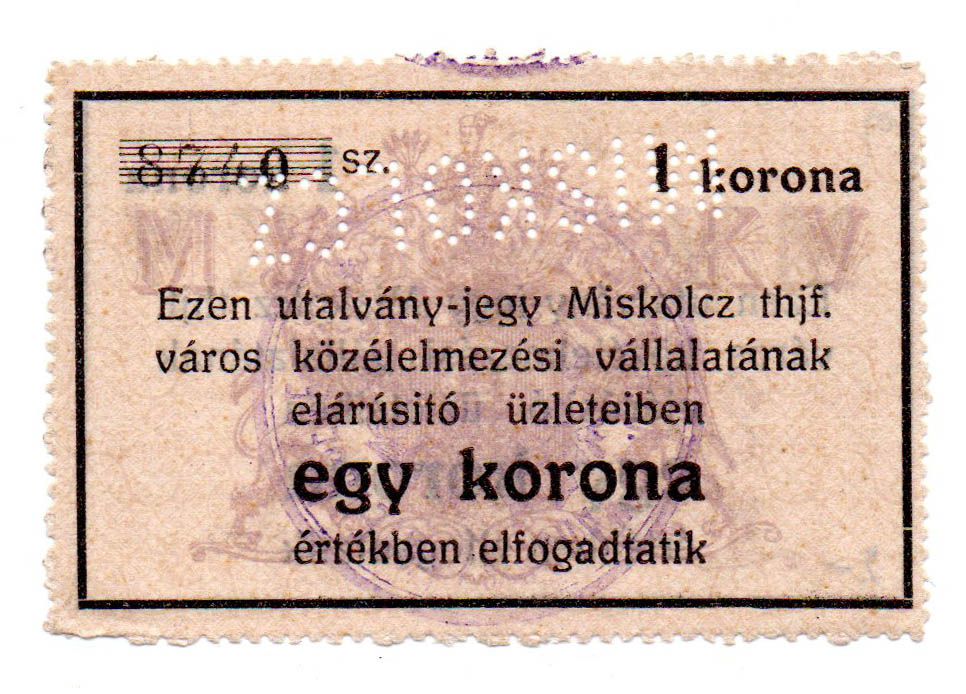 8740 sz. 1 korona
Ezen utalvány-jegy Miskolcz thjf.
város közélelmezési vállalatának
elárúsitó üzleteiben
egy korona
értékben elfogadtatik